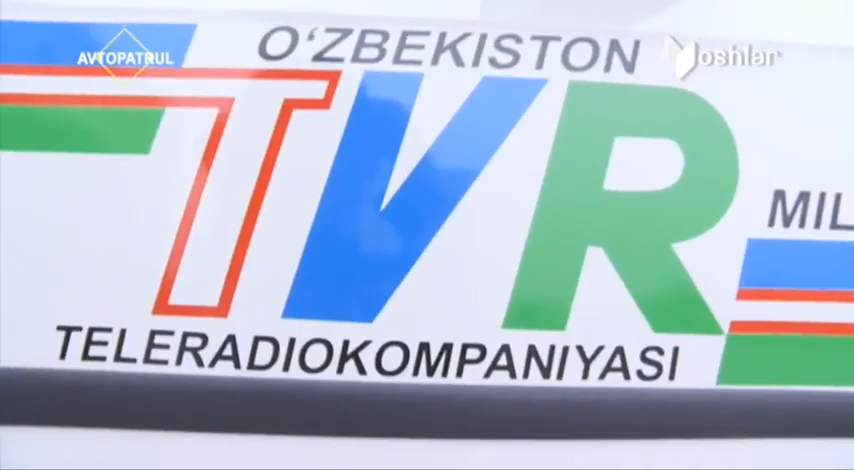 AVTOPATRUL
Yoshlar
O‘ZBEKISTON
TVR
MIL
TELERADIOKOMPANIYASI